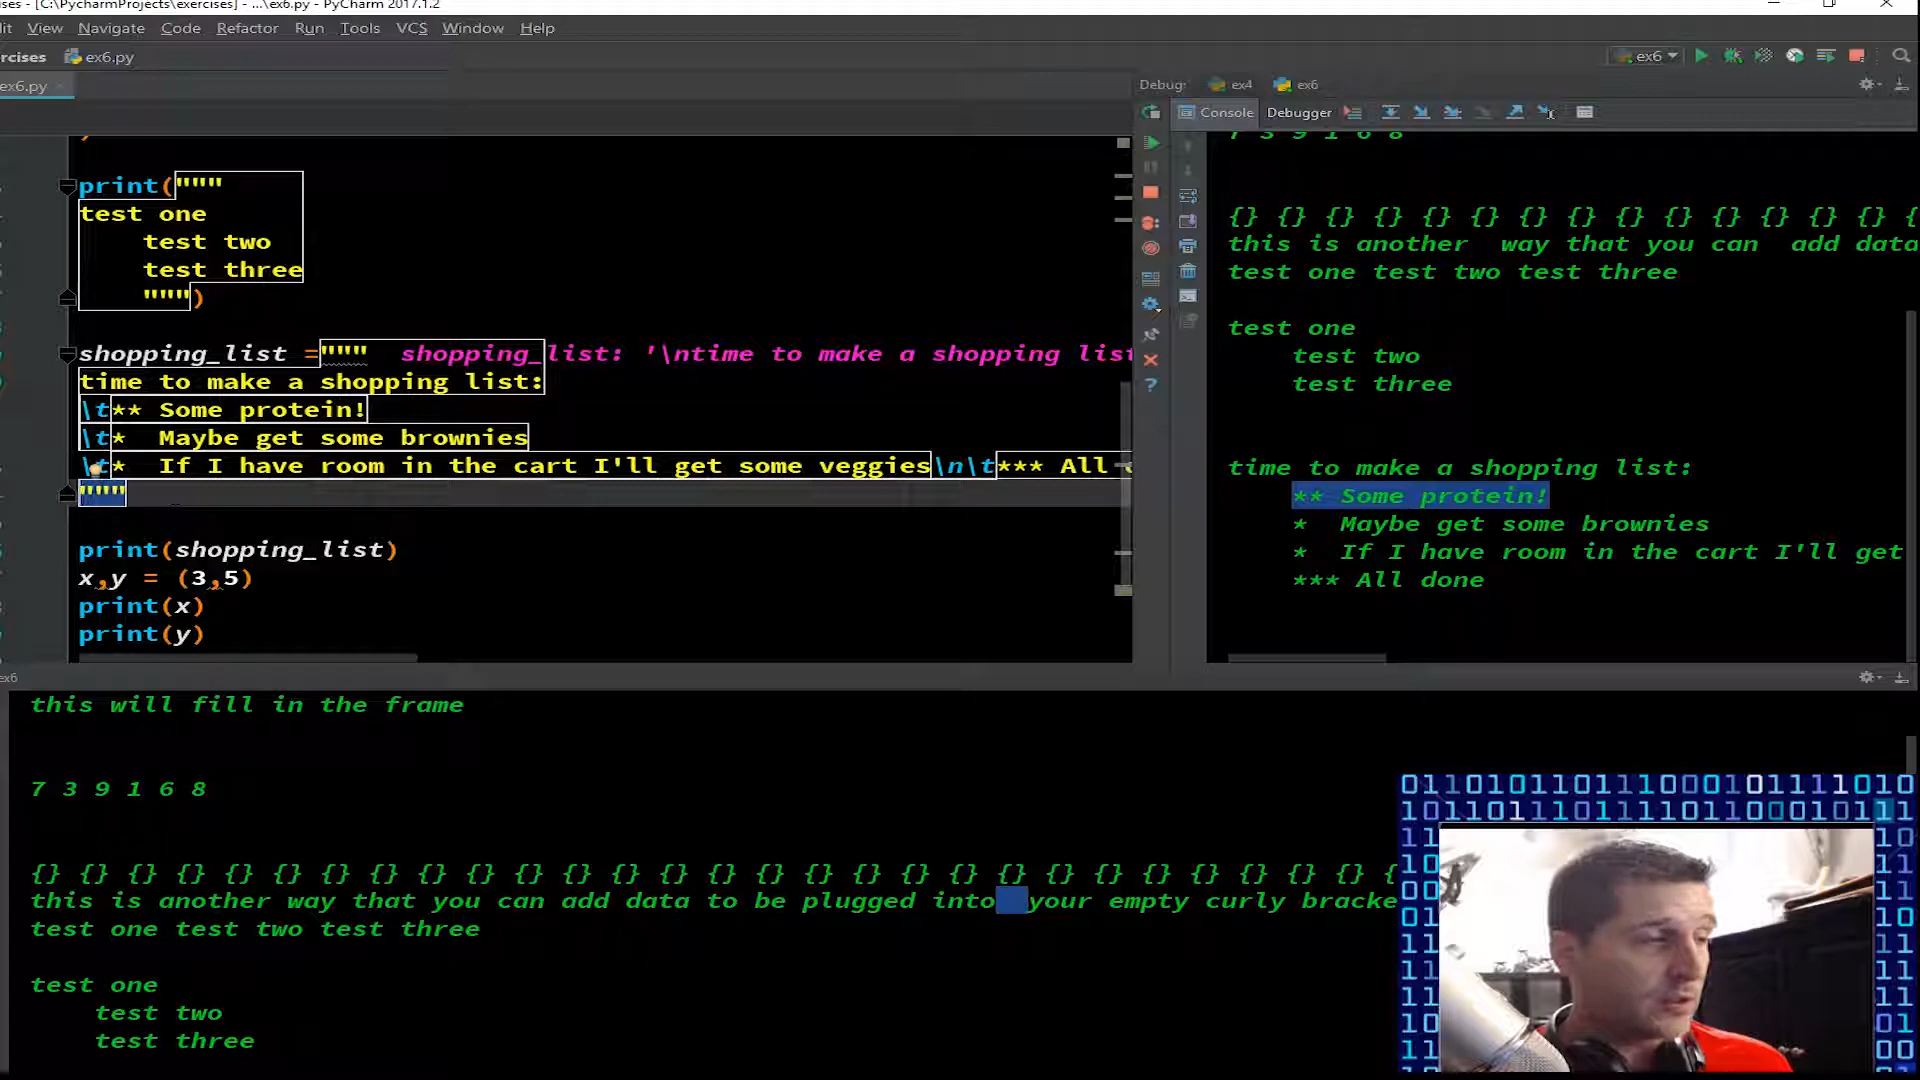 ises - [C:\PycharmProjects\exercises] - ...\ex6.py - PyCharm 2017.1.2
it View Navigate Code Refactor Run Tools VCS Window Help
rcises ex6.py
ex6
ex6.py
Debug: ex4 ex6
Console Debugger
print("""
test one
test two
test three
""")
shopping_list =""" shopping_list: '\ntime to make a shopping list
time to make a shopping list:
\t** Some protein!
\t* Maybe get some brownies
\t* If I have room in the cart I'll get some veggies\n\t*** All
"""
print(shopping_list)
x,y = (3,5)
print(x)
print(y)
7 3 9 1 6 8
{} {} {} {} {} {} {} {} {} {} {} {} {} {} {
this is another way that you can add data
test one test two test three
test one
test two
test three
time to make a shopping list:
** Some protein!
* Maybe get some brownies
* If I have room in the cart I'll get
*** All done
ex6
this will fill in the frame
7 3 9 1 6 8
{} {} {} {} {} {} {} {} {} {} {} {} {} {} {} {} {} {} {} {} {} {} {} {} {} {} {} {} {
this is another way that you can add data to be plugged into your empty curly bracke
test one test two test three
test one
test two
test three